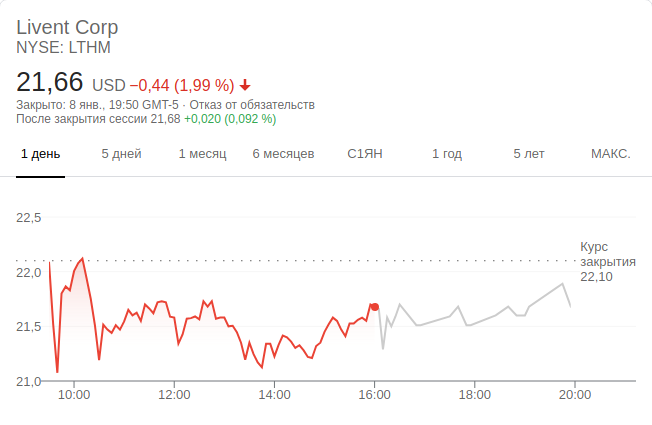 Livent Corp
NYSE: LTHM
21,66 USD −0,44 (1,99 %)
Закрыто: 8 янв., 19:50 GMT-5 · Отказ от обязательств
После закрытия сессии 21,68 +0,020 (0,092 %)
1 день 5 дней 1 месяц 6 месяцев С1ЯН 1 год 5 лет МАКС.
22,5
Курс
закрытия
22,10
22,0
21,5
21,0
10:00 12:00 14:00 16:00 18:00 20:00